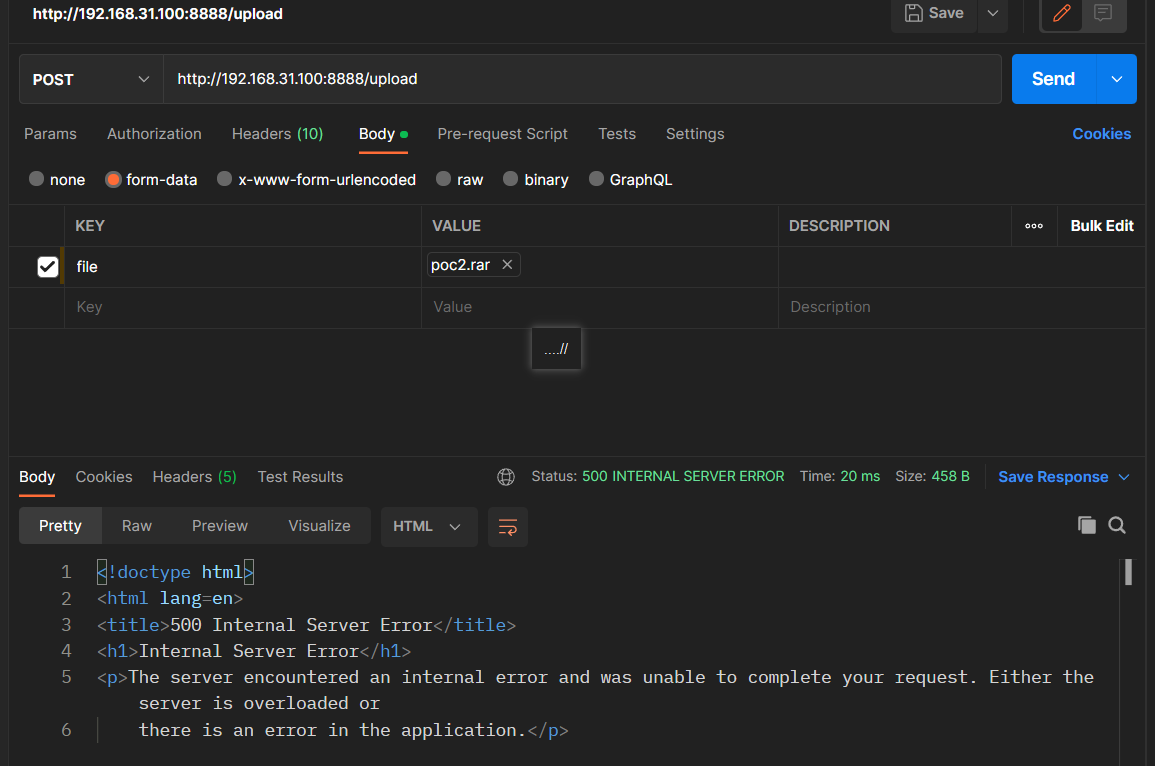 http://192.168.31.100:8888/upload
Save
POST http://192.168.31.100:8888/upload Send
Params Authorization Headers (10) Body Pre-request Script Tests Settings Cookies
none form-data x-www-form-urlencoded raw binary GraphQL
KEY VALUE DESCRIPTION ooo Bulk Edit
file poc2.rar ×
Key Value Description
....//
Body Cookies Headers (5) Test Results Status: 500 INTERNAL SERVER ERROR Time: 20 ms Size: 458 B Save Response
Pretty Raw Preview Visualize HTML
1 <!doctype html>
2 <html lang=en>
3 <title>500 Internal Server Error</title>
4 <h1>Internal Server Error</h1>
5 <p>The server encountered an internal error and was unable to complete your request. Either the
server is overloaded or
6 there is an error in the application.</p>